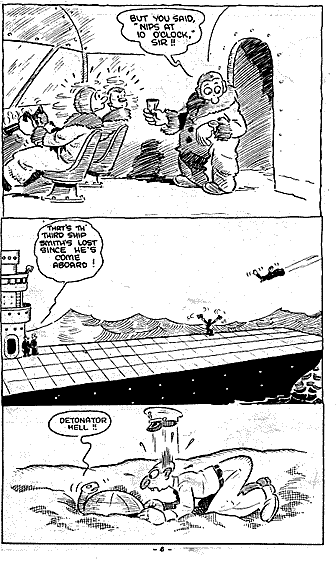 BUT YOU SAID,
"NIPS AT
10 O'CLOCK,"
SIR !!
THAT'S TH'
THIRD SHIP
SMITH'S LOST
SINCE HE'S
COME
ABOARD !
DETONATOR
HELL !!
- 6 -